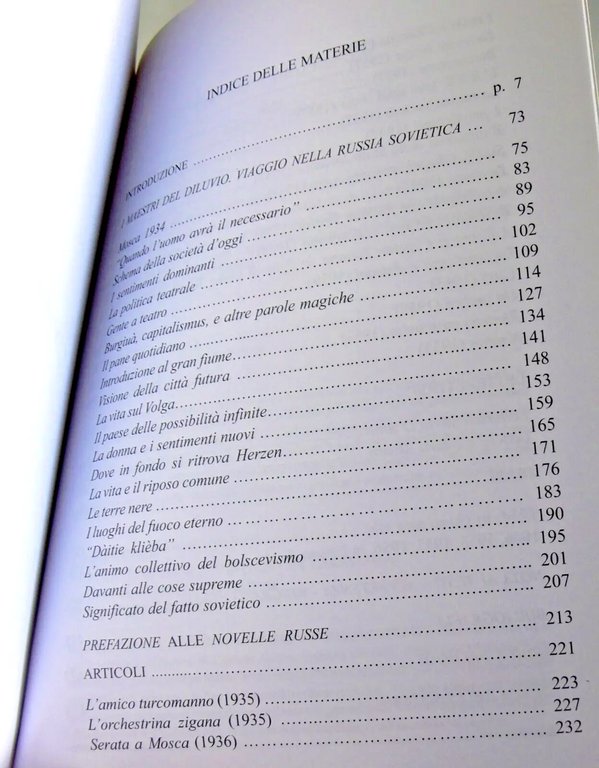 INDICE DELLE MATERIE
INTRODUZIONE ........ p. 7
I MAESTRI DEL DILUVIO. VIAGGIO NELLA RUSSIA SOVIETICA ... 73
Mosca 1934 ........ 75
"Quando l'uomo avrà il necessario" ........ 83
Schema della società d'oggi ........ 89
I sentimenti dominanti ........ 95
La politica teatrale ........ 102
Gente a teatro ........ 109
Burgiuà, capitalismus, e altre parole magiche ........ 114
Il pane quotidiano ........ 127
Introduzione al gran fiume ........ 134
Visione della città futura ........ 141
La vita sul Volga ........ 148
Il paese delle possibilità infinite ........ 153
La donna e i sentimenti nuovi ........ 159
Dove in fondo si ritrova Herzen ........ 165
La vita e il riposo comune ........ 171
Le terre nere ........ 176
I luoghi del fuoco eterno ........ 183
"Dàitie klièba" ........ 190
L'animo collettivo del bolscevismo ........ 195
Davanti alle cose supreme ........ 201
Significato del fatto sovietico ........ 207
PREFAZIONE ALLE NOVELLE RUSSE ........ 213
ARTICOLI ........ 221
L'amico turcomanno (1935) ........ 223
L'orchestrina zigana (1935) ........ 227
Serata a Mosca (1936) ........ 232